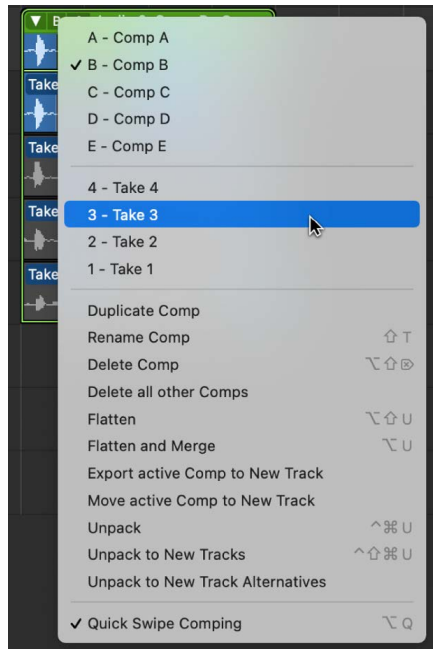 A - Comp A
✓ B - Comp B
C - Comp C
D - Comp D
E - Comp E
Take
4 - Take 4
Take
3 - Take 3
Take
2 - Take 2
Take
1 - Take 1
Duplicate Comp
Rename Comp ⇧ T
Delete Comp ⌥ ⇧ ⌦
Delete all other Comps
Flatten ⌥ ⇧ U
Flatten and Merge ⌥ U
Export active Comp to New Track
Move active Comp to New Track
Unpack ^ ⌘ U
Unpack to New Tracks ^ ⇧ ⌘ U
Unpack to New Track Alternatives
✓ Quick Swipe Comping ⌥ Q